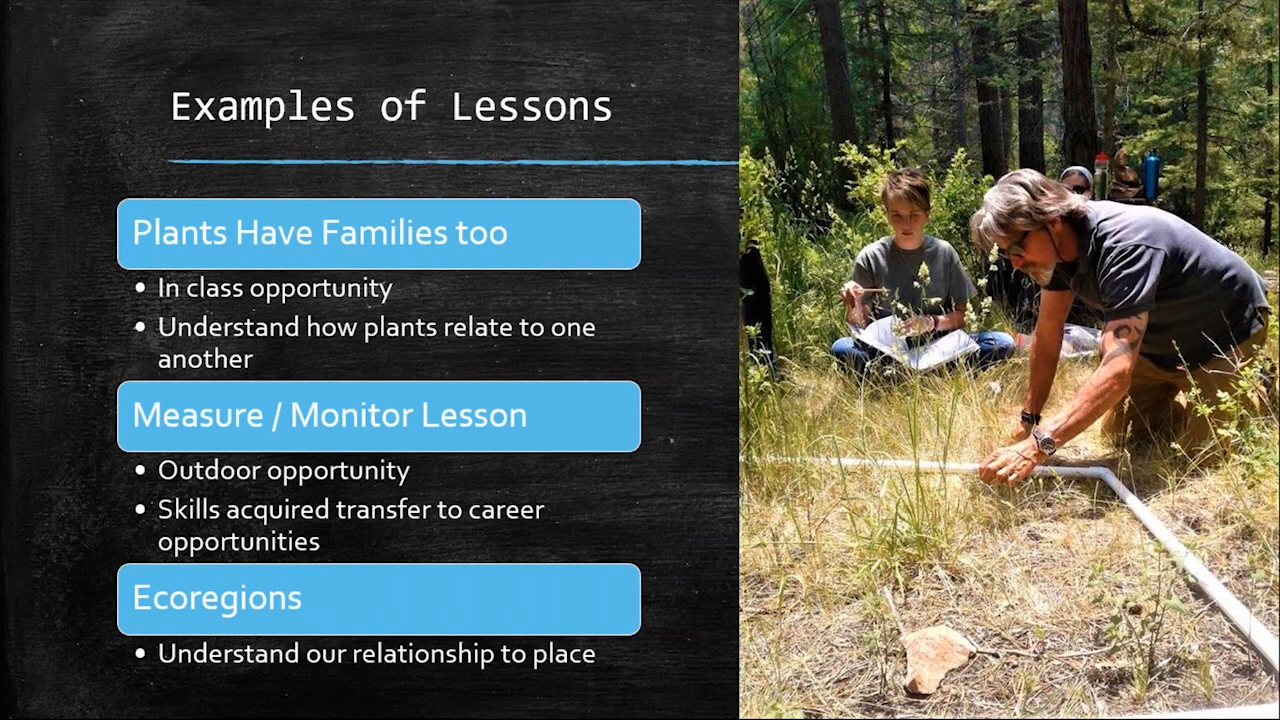 Examples of Lessons
Plants Have Families too
• In class opportunity
• Understand how plants relate to one
another
Measure / Monitor Lesson
• Outdoor opportunity
• Skills acquired transfer to career
opportunities
Ecoregions
• Understand our relationship to place